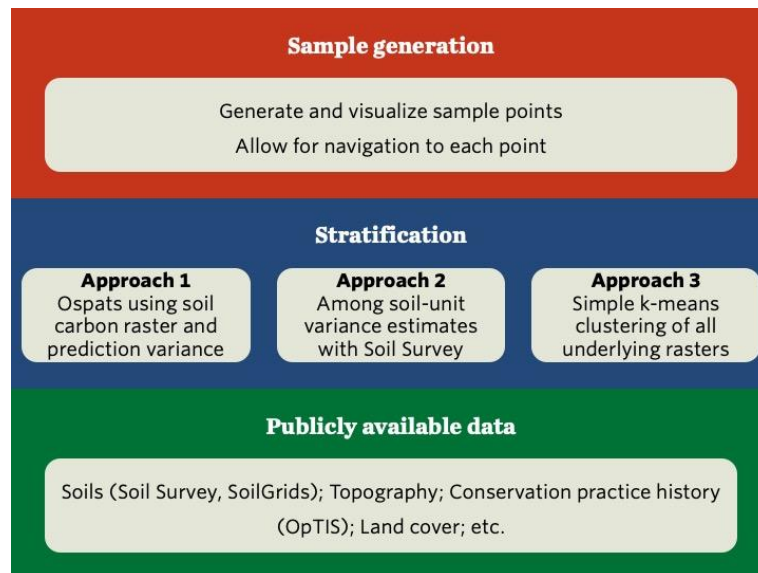 Sample generation
Generate and visualize sample points
Allow for navigation to each point
Stratification
Approach 1
Ospats using soil
carbon raster and
prediction variance
Approach 2
Among soil-unit
variance estimates
with Soil Survey
Approach 3
Simple k-means
clustering of all
underlying rasters
Publicly available data
Soils (Soil Survey, SoilGrids); Topography; Conservation practice history
(OpTIS); Land cover; etc.